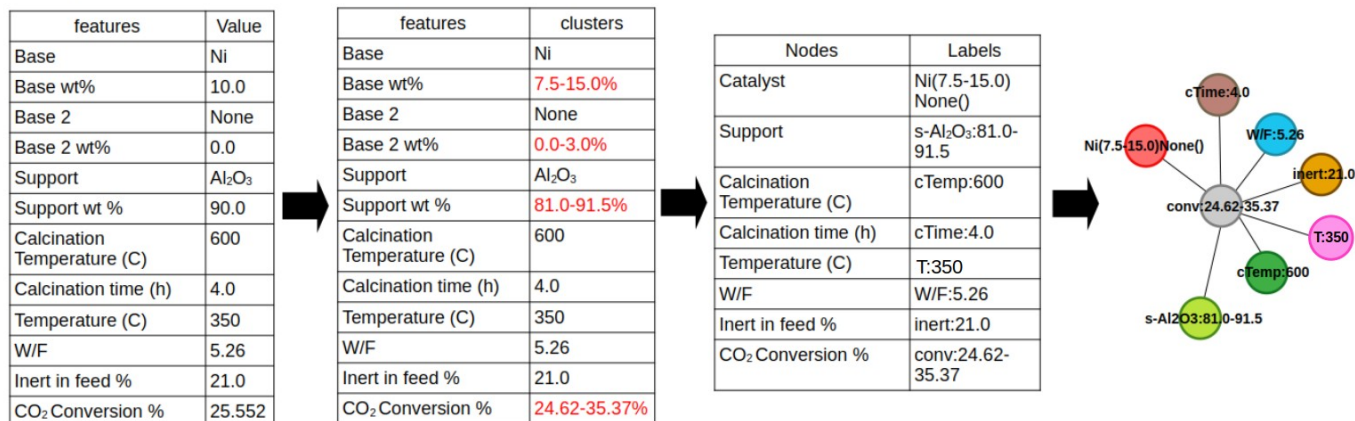 features Value
Base Ni
Base wt% 10.0
Base 2 None
Base 2 wt% 0.0
Support Al₂O₃
Support wt % 90.0
Calcination 600
Temperature (C)
Calcination time (h) 4.0
Temperature (C) 350
W/F 5.26
Inert in feed % 21.0
CO₂ Conversion % 25.552
features clusters
Base Ni
Base wt% 7.5-15.0%
Base 2 None
Base 2 wt% 0.0-3.0%
Support Al₂O₃
Support wt % 81.0-91.5%
Calcination 600
Temperature (C)
Calcination time (h) 4.0
Temperature (C) 350
W/F 5.26
Inert in feed % 21.0
CO₂ Conversion % 24.62-35.37%
Nodes Labels
Catalyst Ni(7.5-15.0)
None()
Support s-Al₂O₃:81.0-
91.5
Calcination cTemp:600
Temperature (C)
Calcination time (h) cTime:4.0
Temperature (C) T:350
W/F W/F:5.26
Inert in feed % inert:21.0
CO₂ Conversion % conv:24.62-
35.37
cTime:4.0
W/F:5.26
Ni(7.5-15.0)None()
inert:21.0
conv:24.62-35.37
T:350
cTemp:600
s-Al2O3:81.0-91.5